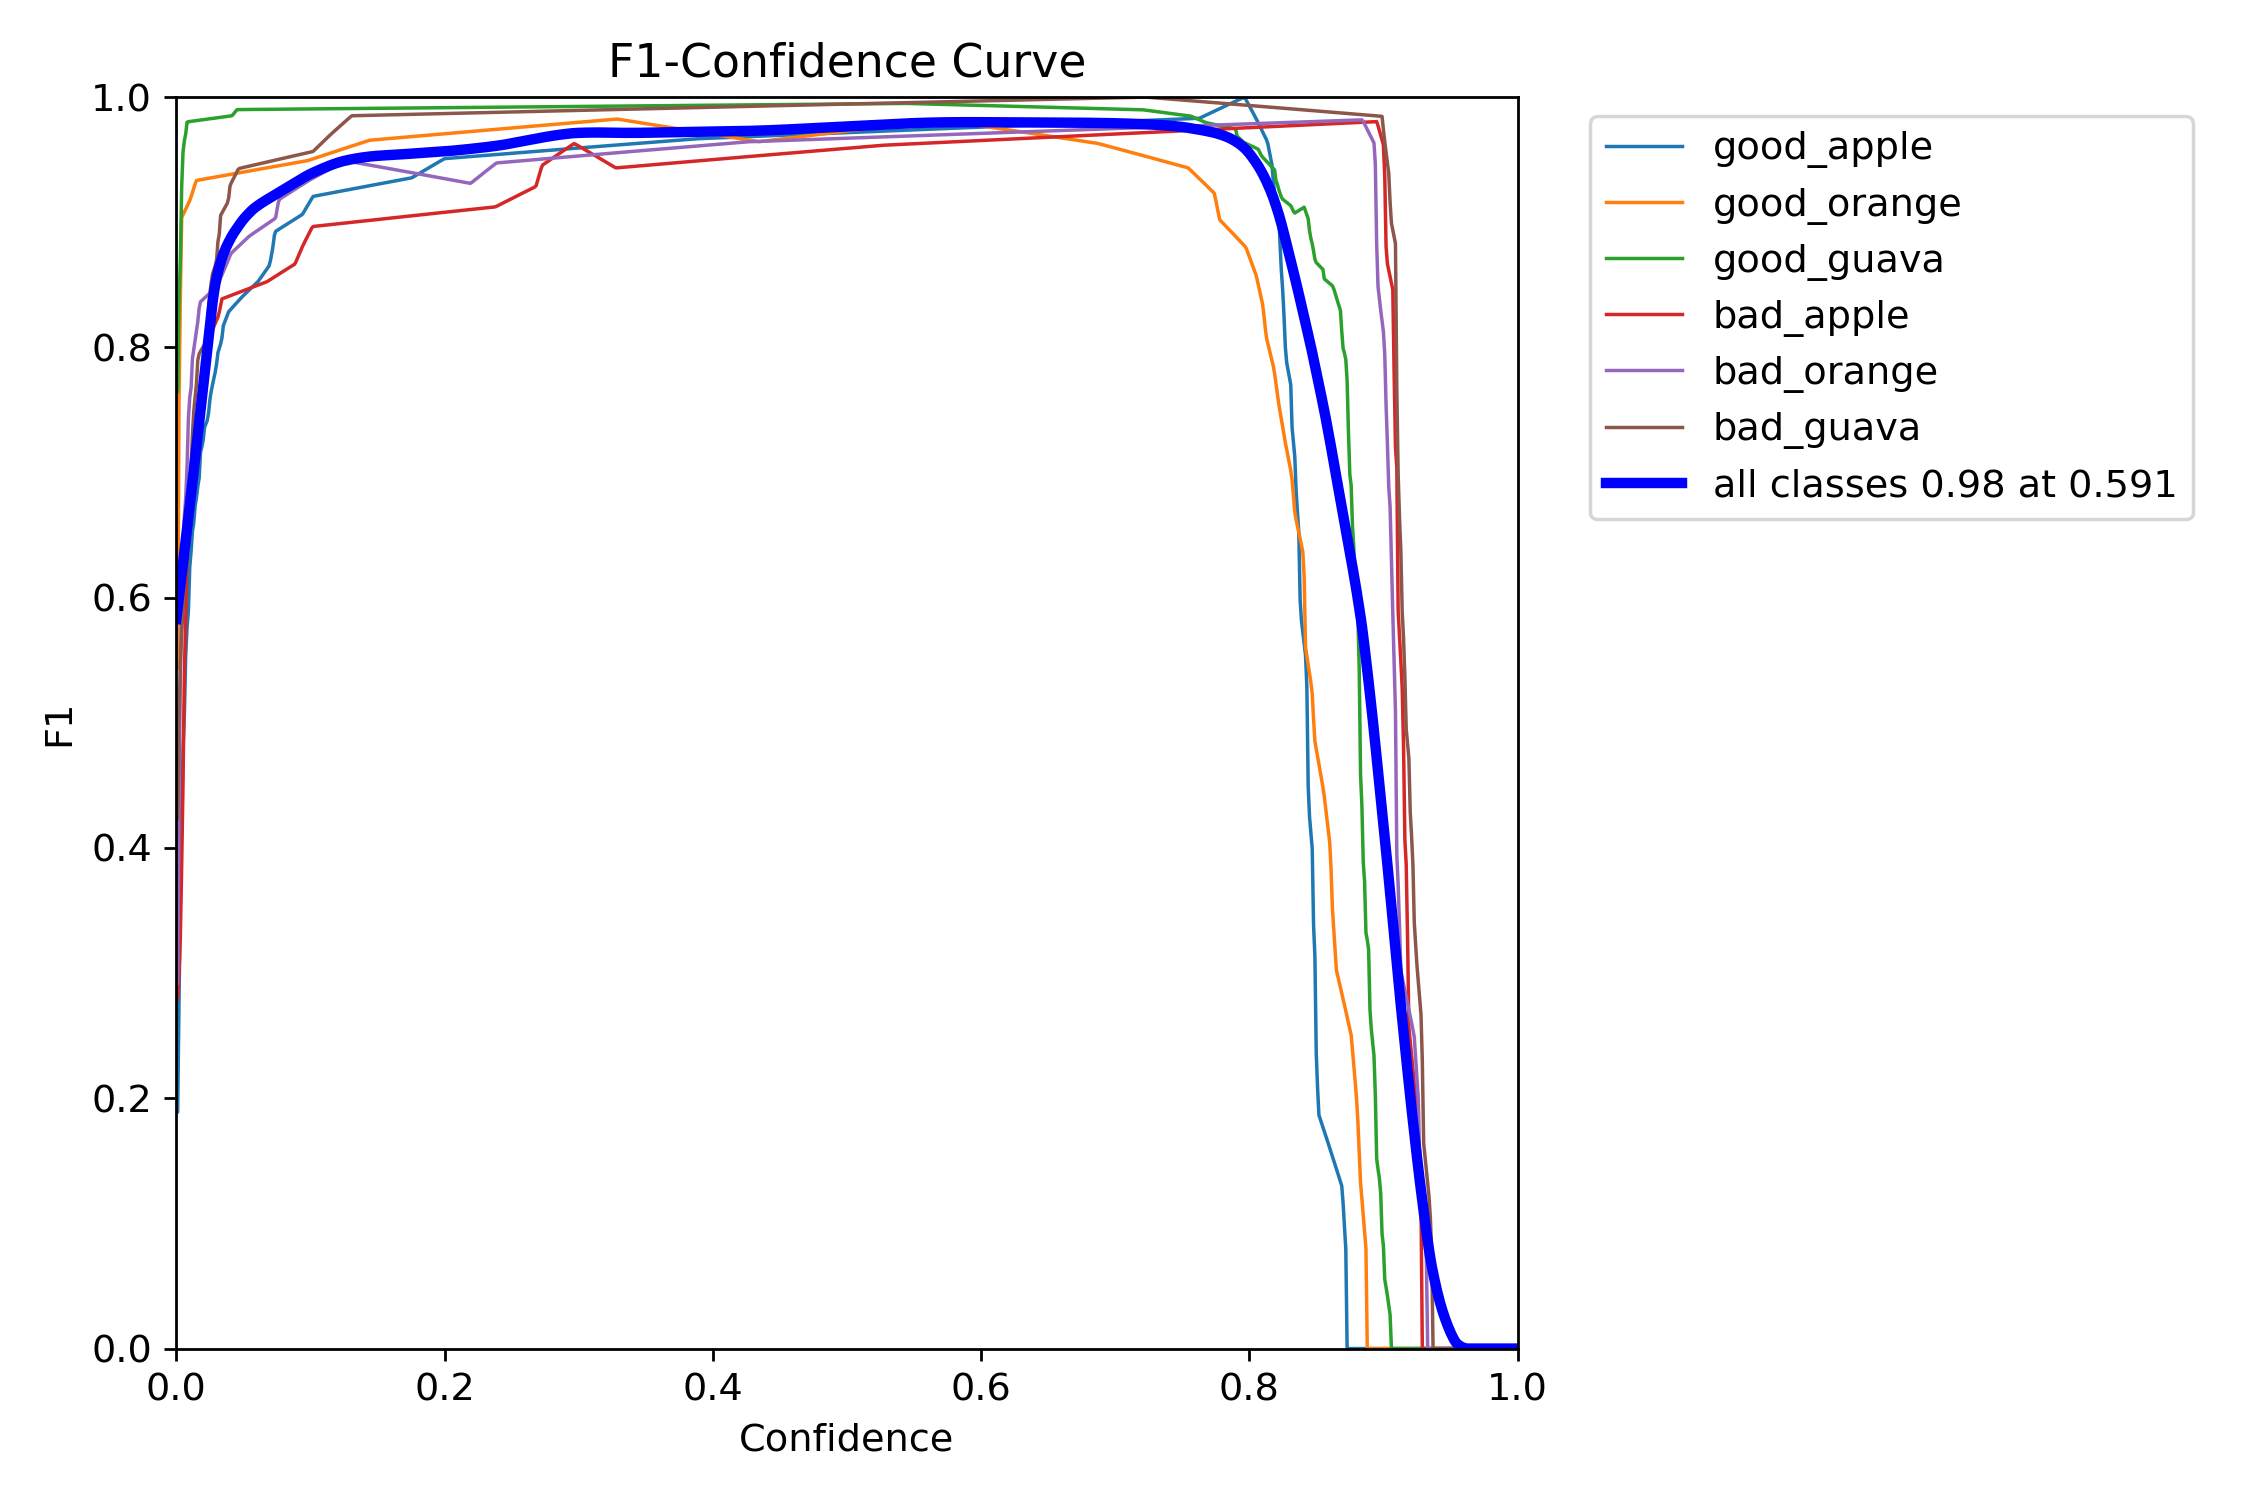 F1-Confidence Curve
1.0
0.8
0.6
0.4
0.2
0.0
F1
0.0 0.2 0.4 0.6 0.8 1.0
Confidence
good_apple
good_orange
good_guava
bad_apple
bad_orange
bad_guava
all classes 0.98 at 0.591